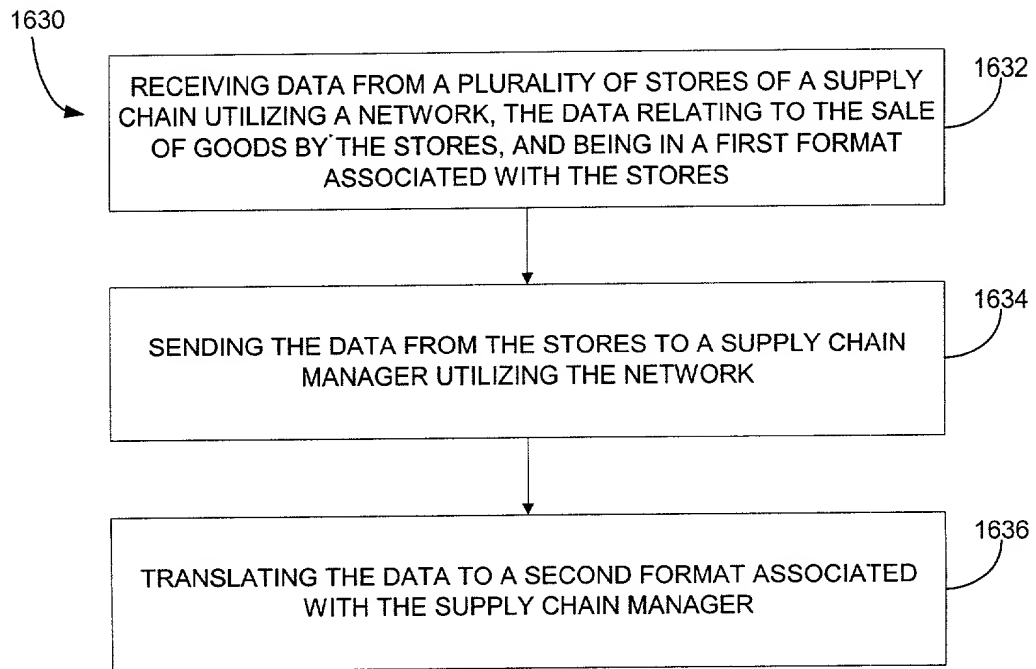 1630
RECEIVING DATA FROM A PLURALITY OF STORES OF A SUPPLY
CHAIN UTILIZING A NETWORK, THE DATA RELATING TO THE SALE
OF GOODS BY THE STORES, AND BEING IN A FIRST FORMAT
ASSOCIATED WITH THE STORES
1632
SENDING THE DATA FROM THE STORES TO A SUPPLY CHAIN
MANAGER UTILIZING THE NETWORK
1634
TRANSLATING THE DATA TO A SECOND FORMAT ASSOCIATED
WITH THE SUPPLY CHAIN MANAGER
1636